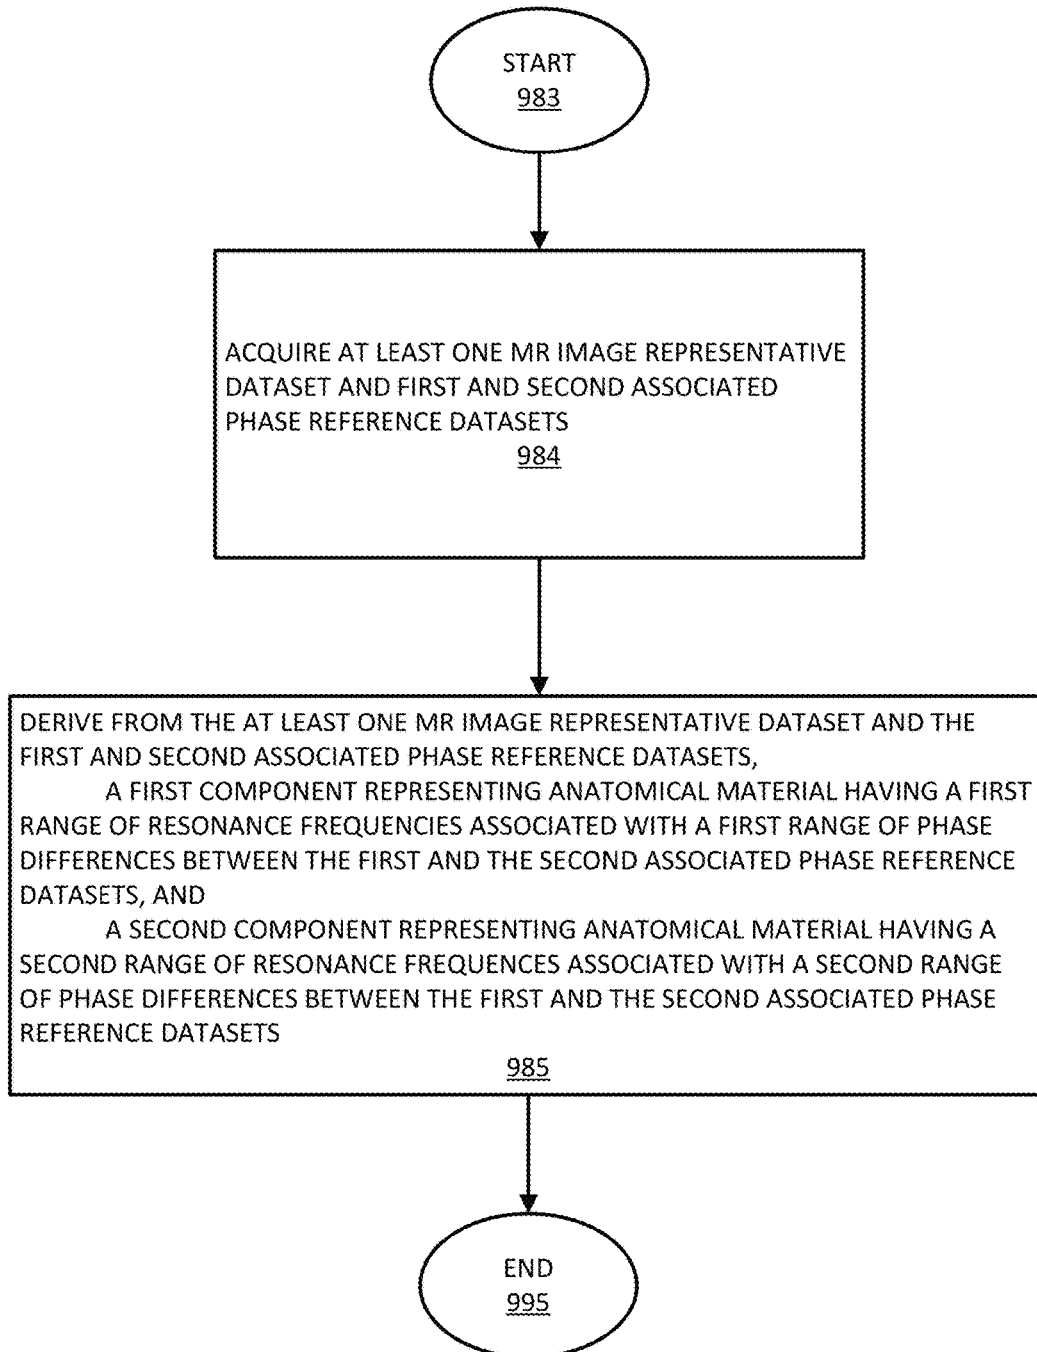 START
983
ACQUIRE AT LEAST ONE MR IMAGE REPRESENTATIVE
DATASET AND FIRST AND SECOND ASSOCIATED
PHASE REFERENCE DATASETS
984
DERIVE FROM THE AT LEAST ONE MR IMAGE REPRESENTATIVE DATASET AND THE
FIRST AND SECOND ASSOCIATED PHASE REFERENCE DATASETS,
A FIRST COMPONENT REPRESENTING ANATOMICAL MATERIAL HAVING A FIRST
RANGE OF RESONANCE FREQUENCIES ASSOCIATED WITH A FIRST RANGE OF PHASE
DIFFERENCES BETWEEN THE FIRST AND THE SECOND ASSOCIATED PHASE REFERENCE
DATASETS, AND
A SECOND COMPONENT REPRESENTING ANATOMICAL MATERIAL HAVING A
SECOND RANGE OF RESONANCE FREQUENCES ASSOCIATED WITH A SECOND RANGE
OF PHASE DIFFERENCES BETWEEN THE FIRST AND THE SECOND ASSOCIATED PHASE
REFERENCE DATASETS
985
END
995